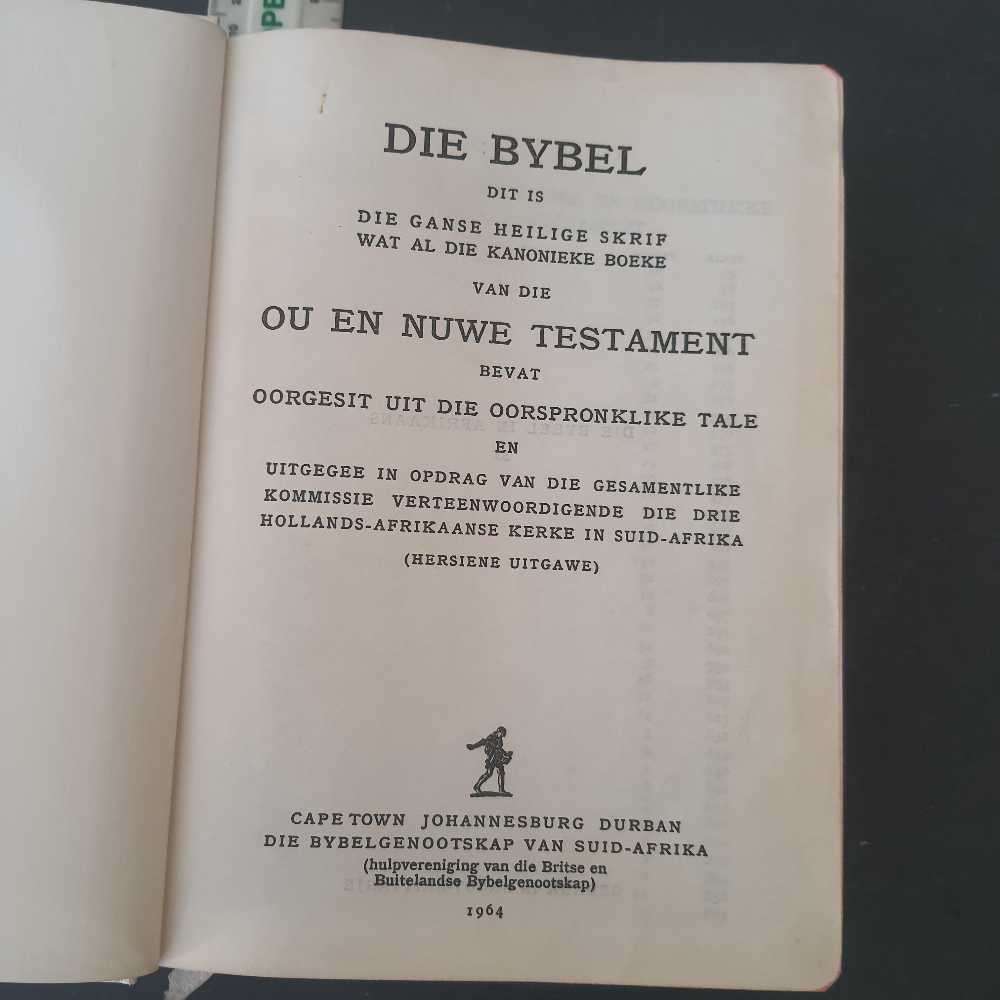 DIE BYBEL
DIT IS
DIE GANSE HEILIGE SKRIF
WAT AL DIE KANONIEKE BOEKE
VAN DIE
OU EN NUWE TESTAMENT
BEVAT
OORGESIT UIT DIE OORSPRONKLIKE TALE
EN
UITGEGEE IN OPDRAG VAN DIE GESAMENTLIKE
KOMMISSIE VERTEENWOORDIGENDE DIE DRIE
HOLLANDS-AFRIKAANSE KERKE IN SUID-AFRIKA
(HERSIENE UITGAWE)
CAPE TOWN JOHANNESBURG DURBAN
DIE BYBELGENOOTSKAP VAN SUID-AFRIKA
(hulpvereniging van die Britse en
Buitelandse Bybelgenootskap)
1964